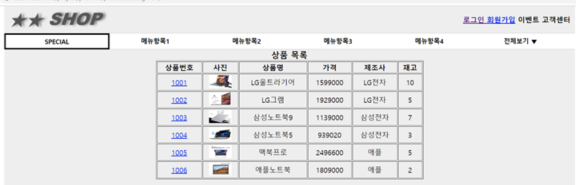 ★★ SHOP
로그인 회원가입 이벤트 고객센터
SPECIAL 메뉴항목1 메뉴항목2 메뉴항목3 메뉴항목4 전체보기 ▼
상품 목록
상품번호 사진 상품명 가격 제조사 재고
1001 LG울트라기어 1599000 LG전자 10
1002 LG그램 1929000 LG전자 5
1003 삼성노트북9 1139000 삼성전자 7
1004 삼성노트북5 939020 삼성전자 3
1005 맥북프로 2496600 애플 5
1006 애플노트북 1809000 애플 2